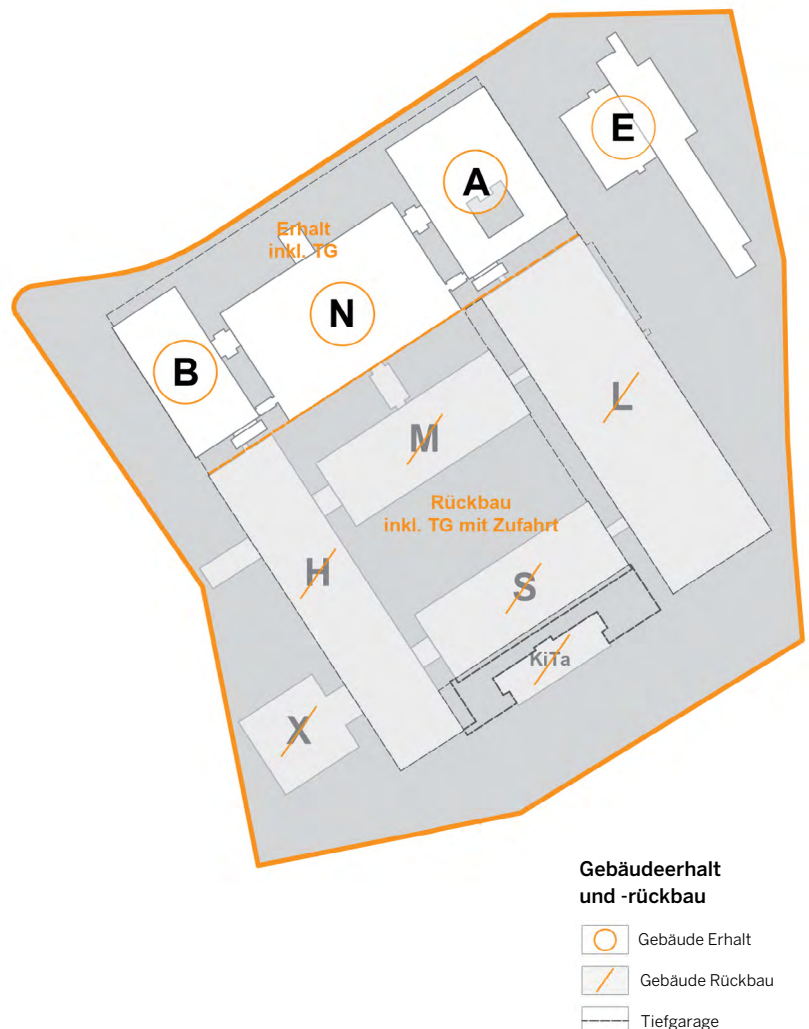 E
A
Erhalt
inkl. TG
N
B
L
M
Rückbau
inkl. TG mit Zufahrt
H
S
KiTa
X
Gebäudeerhalt
und -rückbau
Gebäude Erhalt
Gebäude Rückbau
Tiefgarage